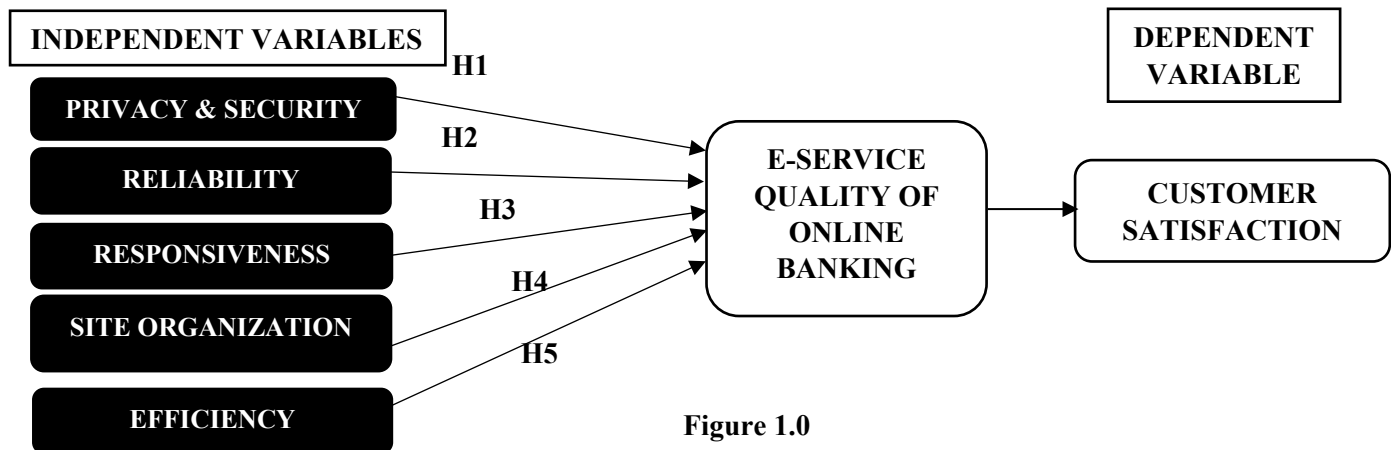 INDEPENDENT VARIABLES
H1
PRIVACY & SECURITY
H2
RELIABILITY
H3
RESPONSIVENESS
H4
SITE ORGANIZATION
H5
EFFICIENCY
E-SERVICE
QUALITY OF
ONLINE
BANKING
DEPENDENT
VARIABLE
CUSTOMER
SATISFACTION
Figure 1.0